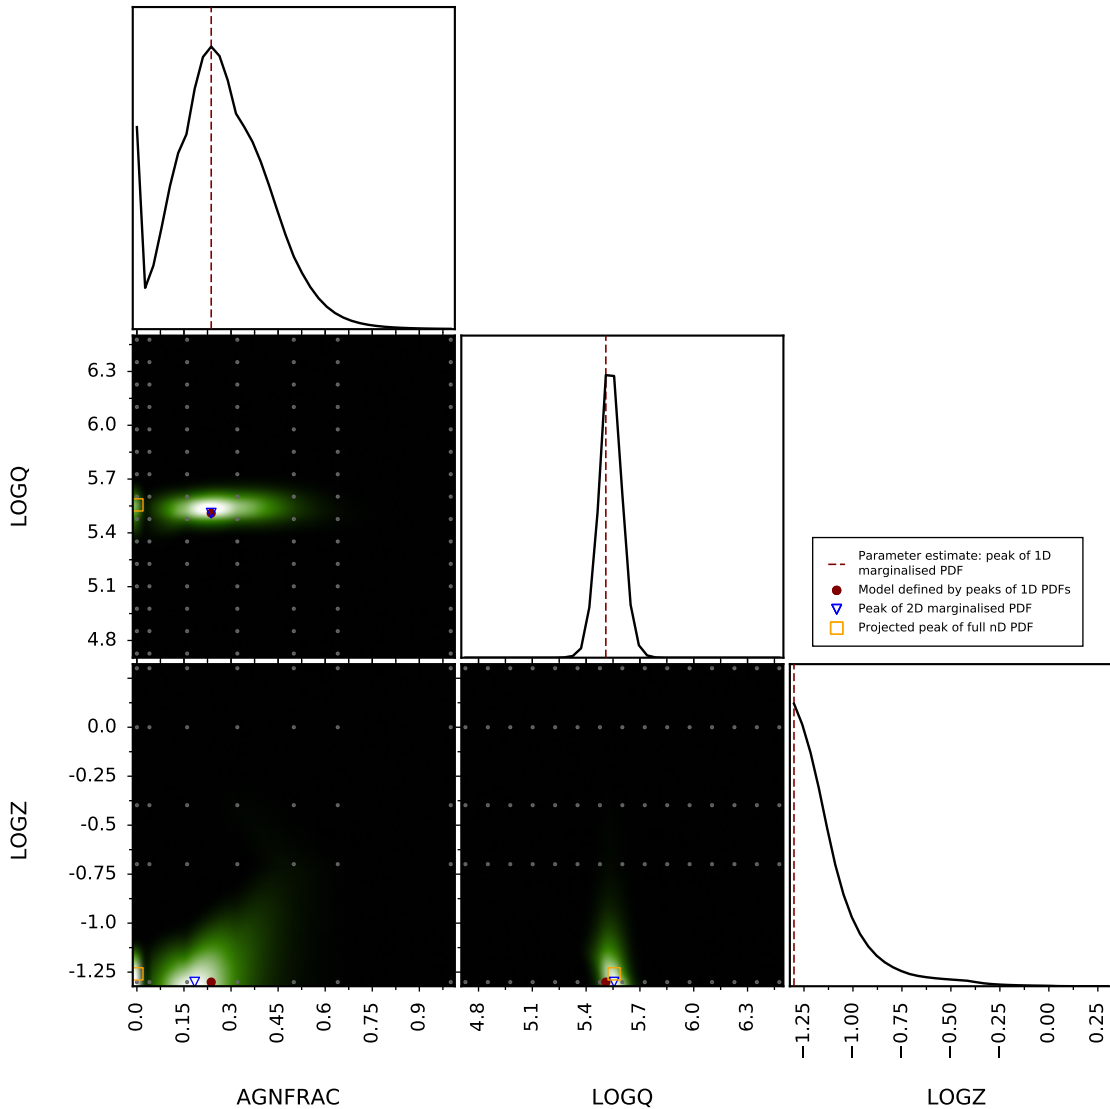 6.3
6.0
5.7
5.4
5.1
4.8
LOGQ
Parameter estimate: peak of 1D
marginalised PDF
Model defined by peaks of 1D PDFs
Peak of 2D marginalised PDF
Projected peak of full nD PDF
0.0
-0.25
-0.5
-0.75
-1.0
-1.25
LOGZ
0.0 0.15 0.3 0.45 0.6 0.75 0.9
4.8 5.1 5.4 5.7 6.0 6.3
−1.25 −1.00 −0.75 −0.50 −0.25 0.00 0.25
AGNFRAC LOGQ LOGZ